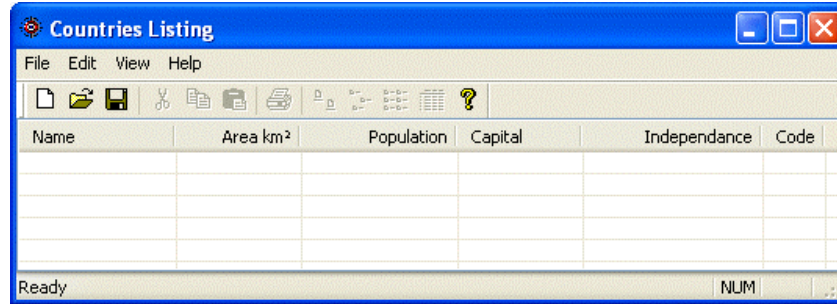 Countries Listing
File Edit View Help
Name Area km² Population Capital Independance Code
Ready NUM